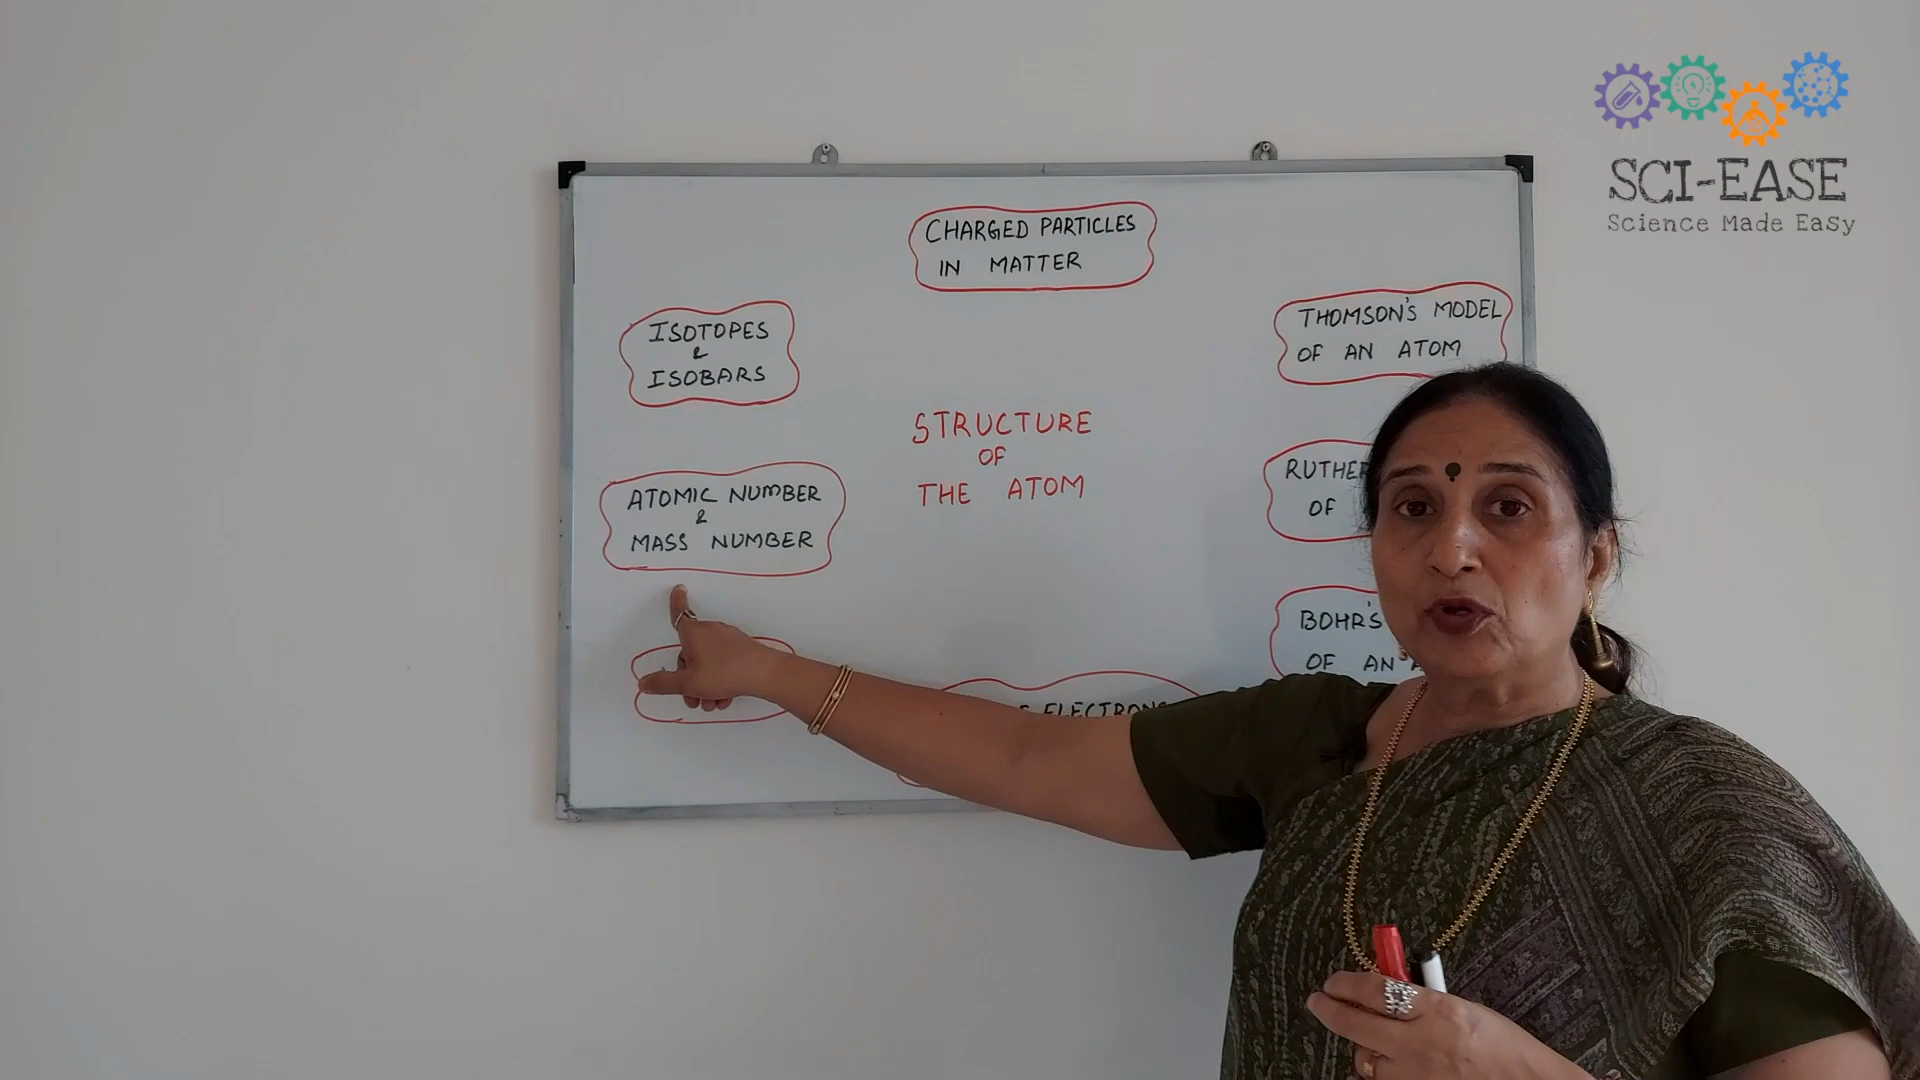 SCI-EASE
Science Made Easy
CHARGED PARTICLES
IN MATTER
ISOTOPES
&
ISOBARS
THOMSON'S MODEL
OF AN ATOM
STRUCTURE
OF
THE ATOM
ATOMIC NUMBER
&
MASS NUMBER
OF
BOHR'S
OF AN
ELECTRONS